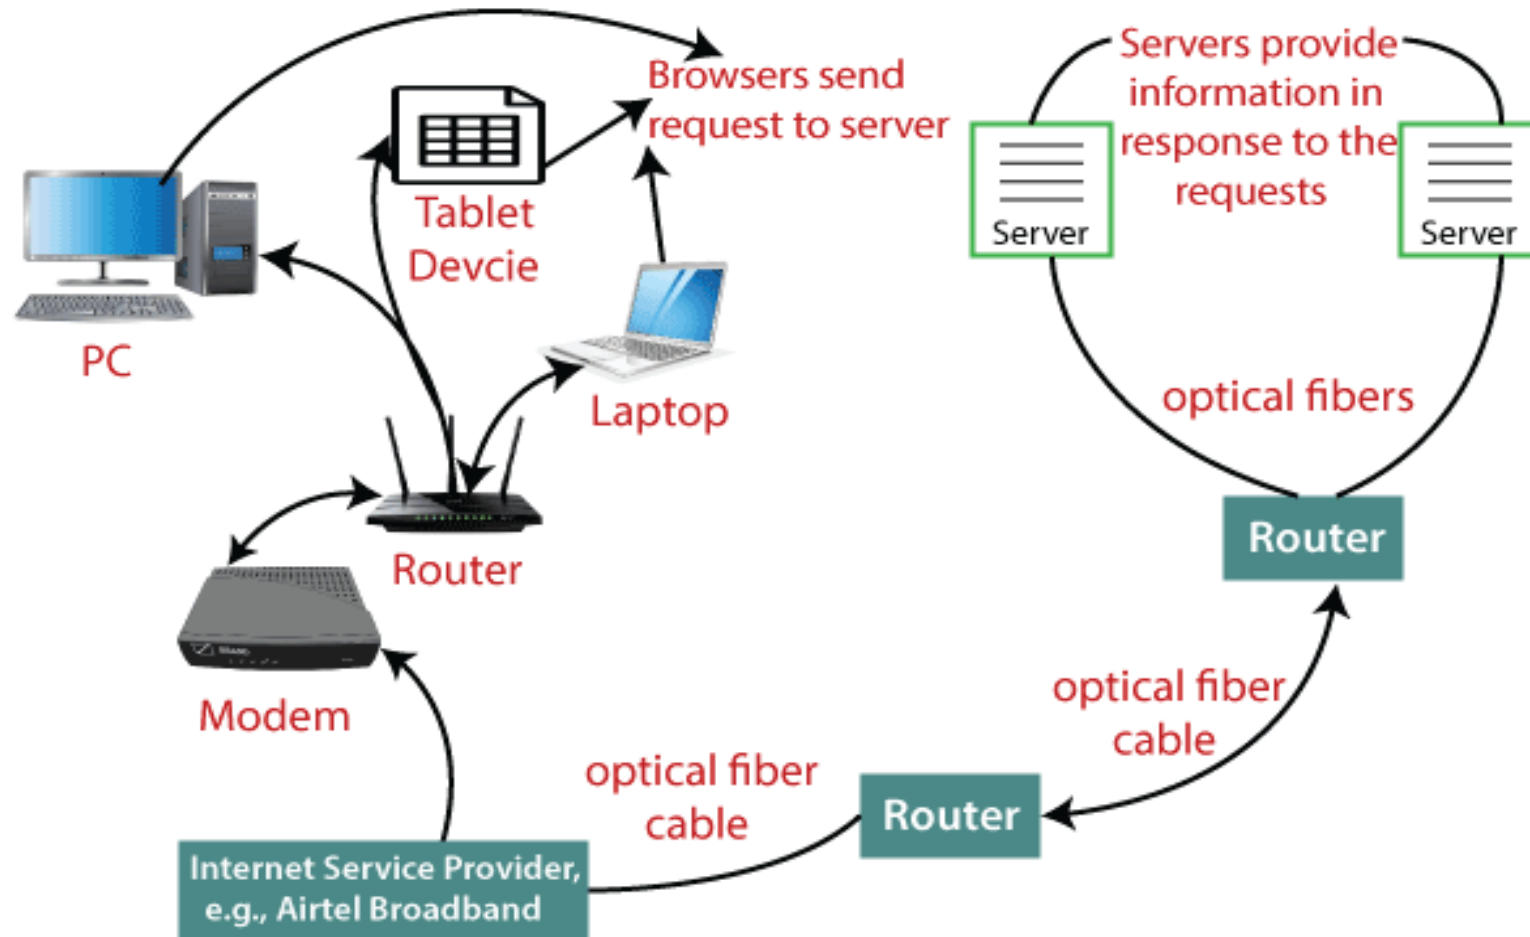 Browsers send
request to server
Servers provide
information in
response to the
requests
Server
Server
Tablet
Devcie
PC
Laptop
optical fibers
Router
Router
Modem
optical fiber
cable
optical fiber
cable
Router
Internet Service Provider,
e.g., Airtel Broadband